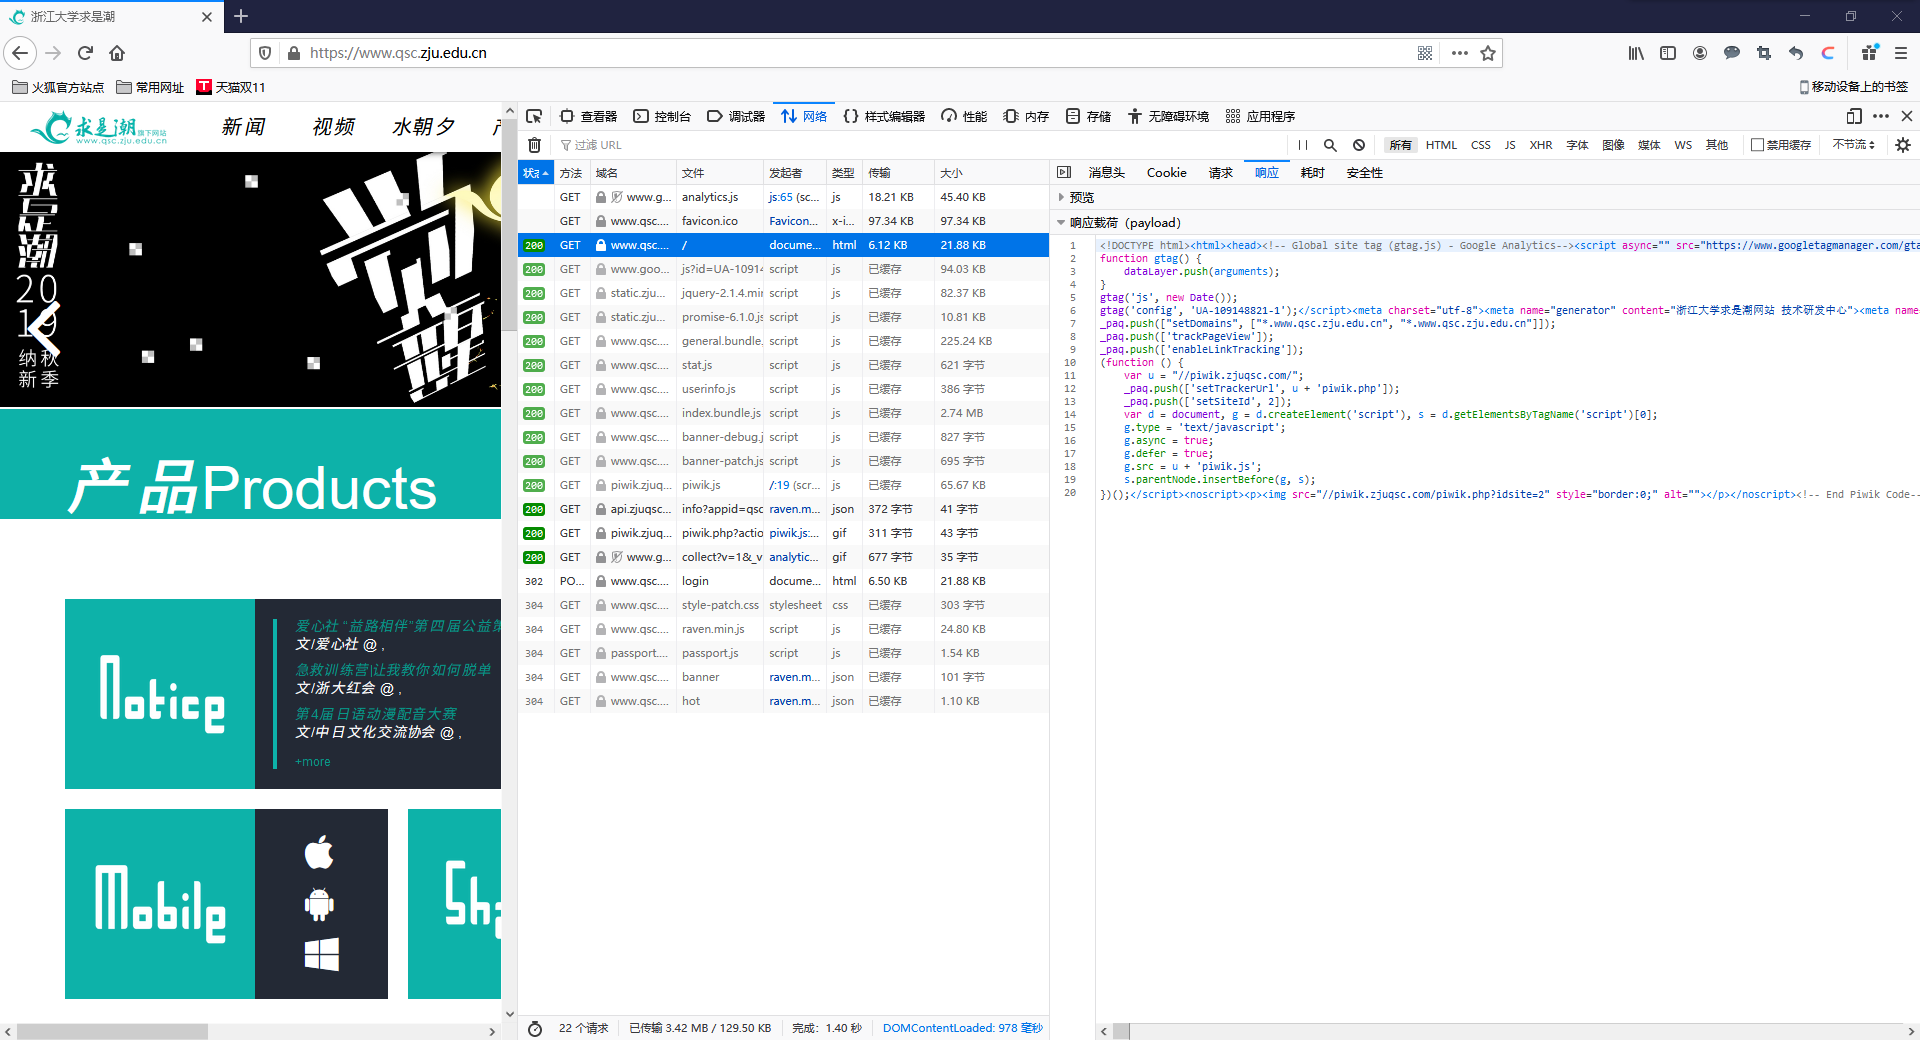 浙江大学求是潮
https://www.qsc.zju.edu.cn
火狐官方站点 常用网址 天猫双11 移动设备上的书签
求是潮 旗下网站 www.qsc.zju.edu.cn
新闻 视频 水朝夕
求是潮
20
19
纳秋
新季
产品Products
Notice
爱心社 “益路相伴”第四届公益
文/爱心社 @ ,
急救训练营|让我教你如何脱单
文/浙大红会 @ ,
第4届日语动漫配音大赛
文/中日文化交流协会 @ ,
+more
Mobile
查看器 控制台 调试器 网络 样式编辑器 性能 内存 存储 无障碍环境 应用程序
过滤 URL 所有 HTML CSS JS XHR 字体 图像 媒体 WS 其他 禁用缓存 不节流
方法 域名 文件 发起者 类型 传输 大小
GET www.g... analytics.js js:65 (sc... js 18.21 KB 45.40 KB
GET www.qsc.... favicon.ico Favicon... x-i... 97.34 KB 97.34 KB
200 GET www.qsc.... / docume... html 6.12 KB 21.88 KB
200 GET www.goo... js?id=UA-10914 script js 已缓存 94.03 KB
200 GET static.zju... jquery-2.1.4.min script js 已缓存 82.37 KB
200 GET static.zju... promise-6.1.0.js script js 已缓存 10.81 KB
200 GET www.qsc.... general.bundle. script js 已缓存 225.24 KB
200 GET www.qsc.... stat.js script js 已缓存 621 字节
200 GET www.qsc.... userinfo.js script js 已缓存 386 字节
200 GET www.qsc.... index.bundle.js script js 已缓存 2.74 MB
200 GET www.qsc.... banner-debug.j script js 已缓存 827 字节
200 GET www.qsc.... banner-patch.js script js 已缓存 695 字节
200 GET piwik.zjuq... piwik.js /:19 (scr... js 已缓存 65.67 KB
200 GET api.zjuqsc... info?appid=qsc raven.m... json 372 字节 41 字节
200 GET piwik.zjuq... piwik.php?actio piwik.js:... gif 311 字节 43 字节
200 GET www.g... collect?v=1&_v analytic... gif 677 字节 35 字节
302 PO... www.qsc.... login docume... html 6.50 KB 21.88 KB
304 GET www.qsc.... style-patch.css stylesheet css 已缓存 303 字节
304 GET www.qsc.... raven.min.js script js 已缓存 24.80 KB
304 GET passport.... passport.js script js 已缓存 1.54 KB
304 GET www.qsc.... banner raven.m... json 已缓存 101 字节
304 GET www.qsc.... hot raven.m... json 已缓存 1.10 KB
22 个请求 已传输 3.42 MB / 129.50 KB 完成: 1.40 秒 DOMContentLoaded: 978 毫秒
消息头 Cookie 请求 响应 耗时 安全性
预览
响应载荷 (payload)
1 <!DOCTYPE html><html><head><!-- Global site tag (gtag.js) - Google Analytics--><script async="" src="https://www.googletagmanager.com/gta
2 function gtag() {
3 dataLayer.push(arguments);
4 }
5 gtag('js', new Date());
6 gtag('config', 'UA-109148821-1');</script><meta charset="utf-8"><meta name="generator" content="浙江大学求是潮网站 技术研发中心"><meta name=
7 _paq.push(["setDomains", ["*.www.qsc.zju.edu.cn", "*.www.qsc.zju.edu.cn"]]);
8 _paq.push(['trackPageView']);
9 _paq.push(['enableLinkTracking']);
10 (function () {
11 var u = "//piwik.zjuqsc.com/";
12 _paq.push(['setTrackerUrl', u + 'piwik.php']);
13 _paq.push(['setSiteId', 2]);
14 var d = document, g = d.createElement('script'), s = d.getElementsByTagName('script')[0];
15 g.type = 'text/javascript';
16 g.async = true;
17 g.defer = true;
18 g.src = u + 'piwik.js';
19 s.parentNode.insertBefore(g, s);
20 })();</script><noscript><p><img src="//piwik.zjuqsc.com/piwik.php?idsite=2" style="border:0;" alt=""></p></noscript><!-- End Piwik Code--